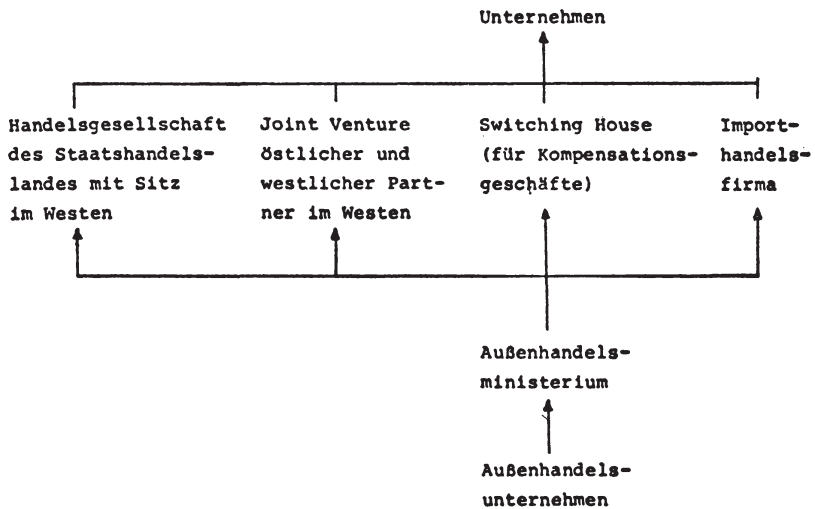 Unternehmen
Handelsgesellschaft
des Staatshandels-
landes mit Sitz
im Westen
Joint Venture
östlicher und
westlicher Part-
ner im Westen
Switching House
(für Kompensations-
geschäfte)
Import-
handels-
firma
Außenhandels-
ministerium
Außenhandels-
unternehmen